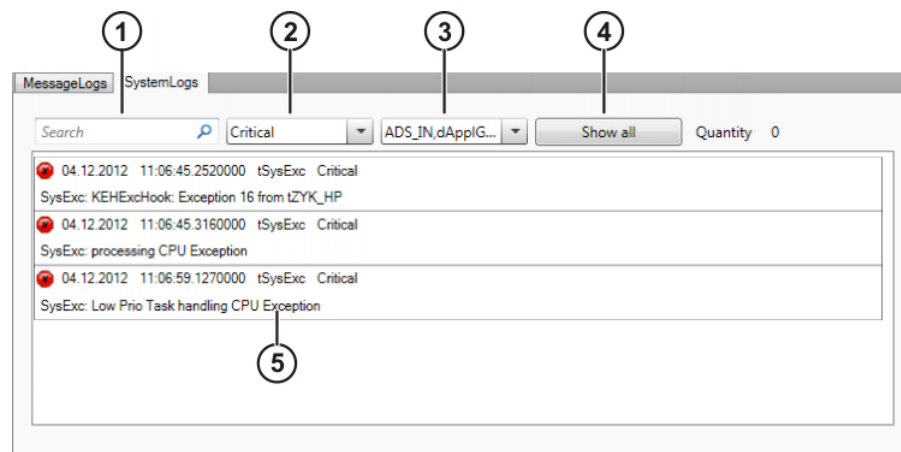 1 2 3 4
MessageLogs SystemLogs
Search Critical ADS_IN,dApplG... Show all Quantity 0
04.12.2012 11:06:45.2520000 tSysExc Critical
SysExc: KEHExcHook: Exception 16 from tZYK_HP
04.12.2012 11:06:45.3160000 tSysExc Critical
SysExc: processing CPU Exception
04.12.2012 11:06:59.1270000 tSysExc Critical
SysExc: Low Prio Task handling CPU Exception
5